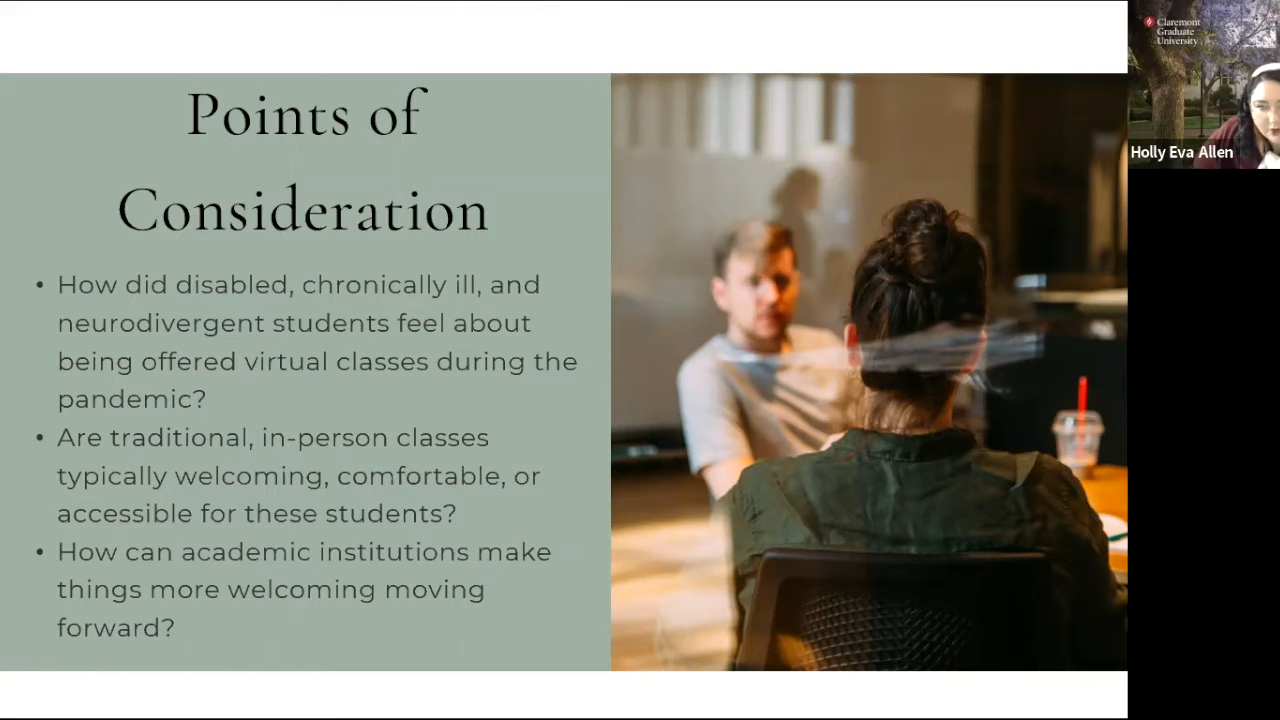 Points of
Consideration
• How did disabled, chronically ill, and
neurodivergent students feel about
being offered virtual classes during the
pandemic?
• Are traditional, in-person classes
typically welcoming, comfortable, or
accessible for these students?
• How can academic institutions make
things more welcoming moving
forward?
Claremont
Graduate
University
Holly Eva Allen